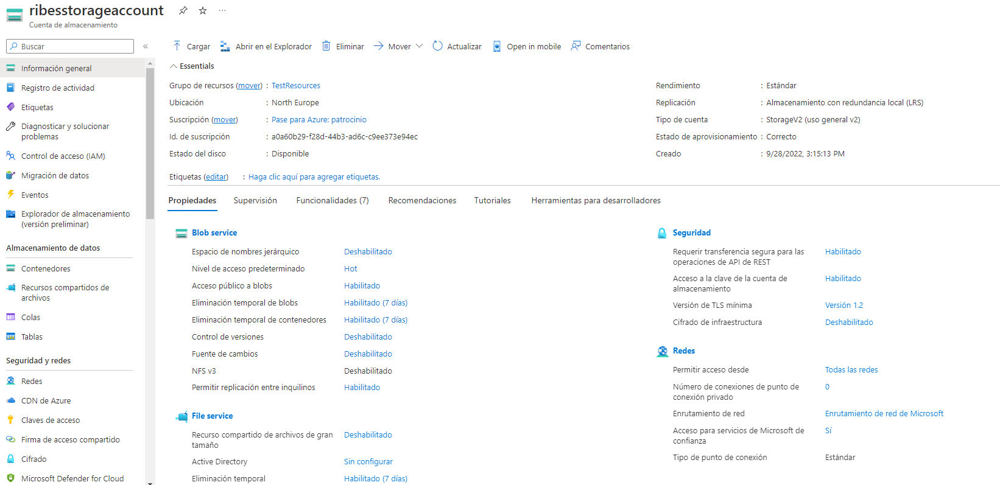 ribesstorageaccount
Cuenta de almacenamiento
Buscar
Información general
Registro de actividad
Etiquetas
Diagnosticar y solucionar
problemas
Control de acceso (IAM)
Migración de datos
Eventos
Explorador de almacenamiento
(versión preliminar)
Almacenamiento de datos
Contenedores
Recursos compartidos de
archivos
Colas
Tablas
Seguridad y redes
Redes
CDN de Azure
Claves de acceso
Firma de acceso compartido
Cifrado
Microsoft Defender for Cloud
Cargar Abrir en el Explorador Eliminar Mover Actualizar Open in mobile Comentarios
Essentials
Grupo de recursos (mover) : TestResources
Ubicación : North Europe
Suscripción (mover) : Pase para Azure: patrocinio
Id. de suscripción : a0a60b29-f28d-44b3-ad6c-c9ee373e94ec
Estado del disco : Disponible
Rendimiento : Estándar
Replicación : Almacenamiento con redundancia local (LRS)
Tipo de cuenta : StorageV2 (uso general v2)
Estado de aprovisionamiento : Correcto
Creado : 9/28/2022, 3:15:13 PM
Etiquetas (editar) : Haga clic aquí para agregar etiquetas.
Propiedades Supervisión Funcionalidades (7) Recomendaciones Tutoriales Herramientas para desarrolladores
Blob service
Espacio de nombres jerárquico Deshabilitado
Nivel de acceso predeterminado Hot
Acceso público a blobs Habilitado
Eliminación temporal de blobs Habilitado (7 días)
Eliminación temporal de contenedores Habilitado (7 días)
Control de versiones Deshabilitado
Fuente de cambios Deshabilitado
NFS v3 Deshabilitado
Permitir replicación entre inquilinos Habilitado
File service
Recurso compartido de archivos de gran Deshabilitado
tamaño
Active Directory Sin configurar
Eliminación temporal Habilitado (7 días)
Seguridad
Requerir transferencia segura para las Habilitado
operaciones de API de REST
Acceso a la clave de la cuenta de Habilitado
almacenamiento
Versión de TLS mínima Versión 1.2
Cifrado de infraestructura Deshabilitado
Redes
Permitir acceso desde Todas las redes
Número de conexiones de punto de 0
conexión privado
Enrutamiento de red Enrutamiento de red de Microsoft
Acceso para servicios de Microsoft de Sí
confianza
Tipo de punto de conexión Estándar